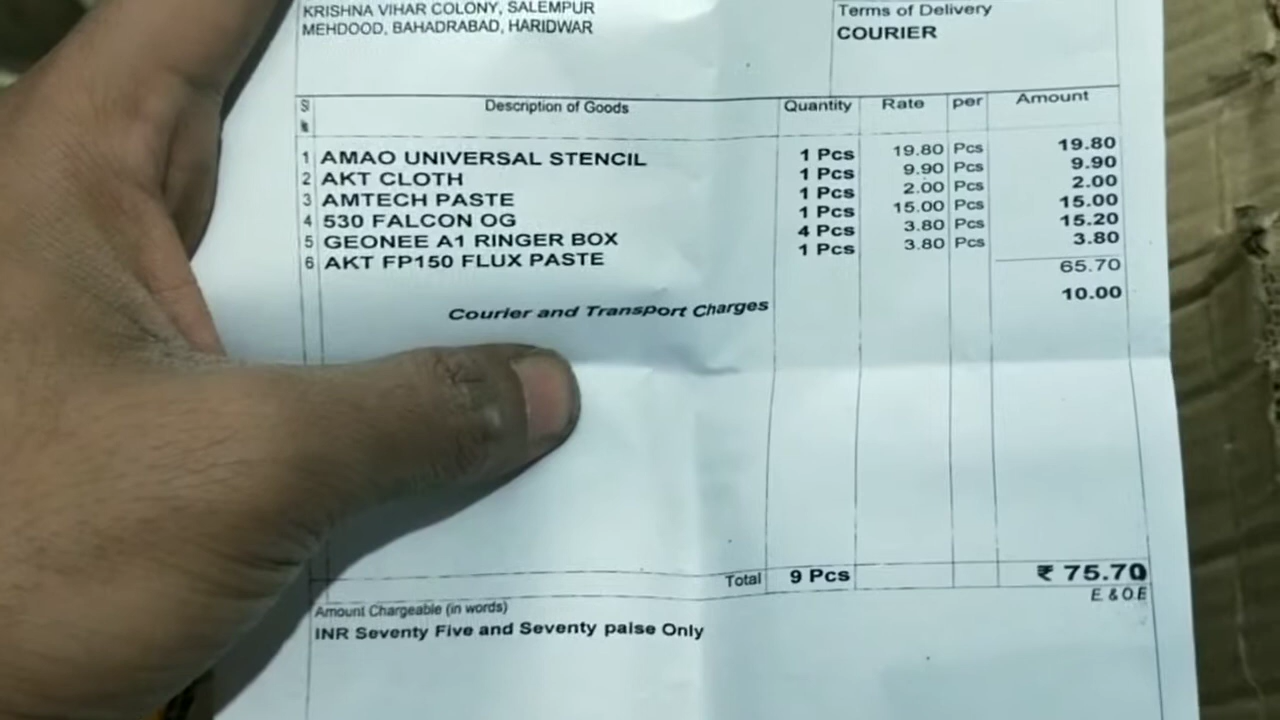 KRISHNA VIHAR COLONY, SALEMPUR
MEHDOOD, BAHADRABAD, HARIDWAR
Terms of Delivery
COURIER
Sl Description of Goods Quantity Rate per Amount
1 AMAO UNIVERSAL STENCIL 1 Pcs 19.80 Pcs 19.80
2 AKT CLOTH 1 Pcs 9.90 Pcs 9.90
3 AMTECH PASTE 1 Pcs 2.00 Pcs 2.00
4 530 FALCON OG 1 Pcs 15.00 Pcs 15.00
5 GEONEE A1 RINGER BOX 4 Pcs 3.80 Pcs 15.20
6 AKT FP150 FLUX PASTE 1 Pcs 3.80 Pcs 3.80
65.70
Courier and Transport Charges 10.00
Total 9 Pcs ₹ 75.70
E. & O.E
Amount Chargeable (in words)
INR Seventy Five and Seventy paise Only